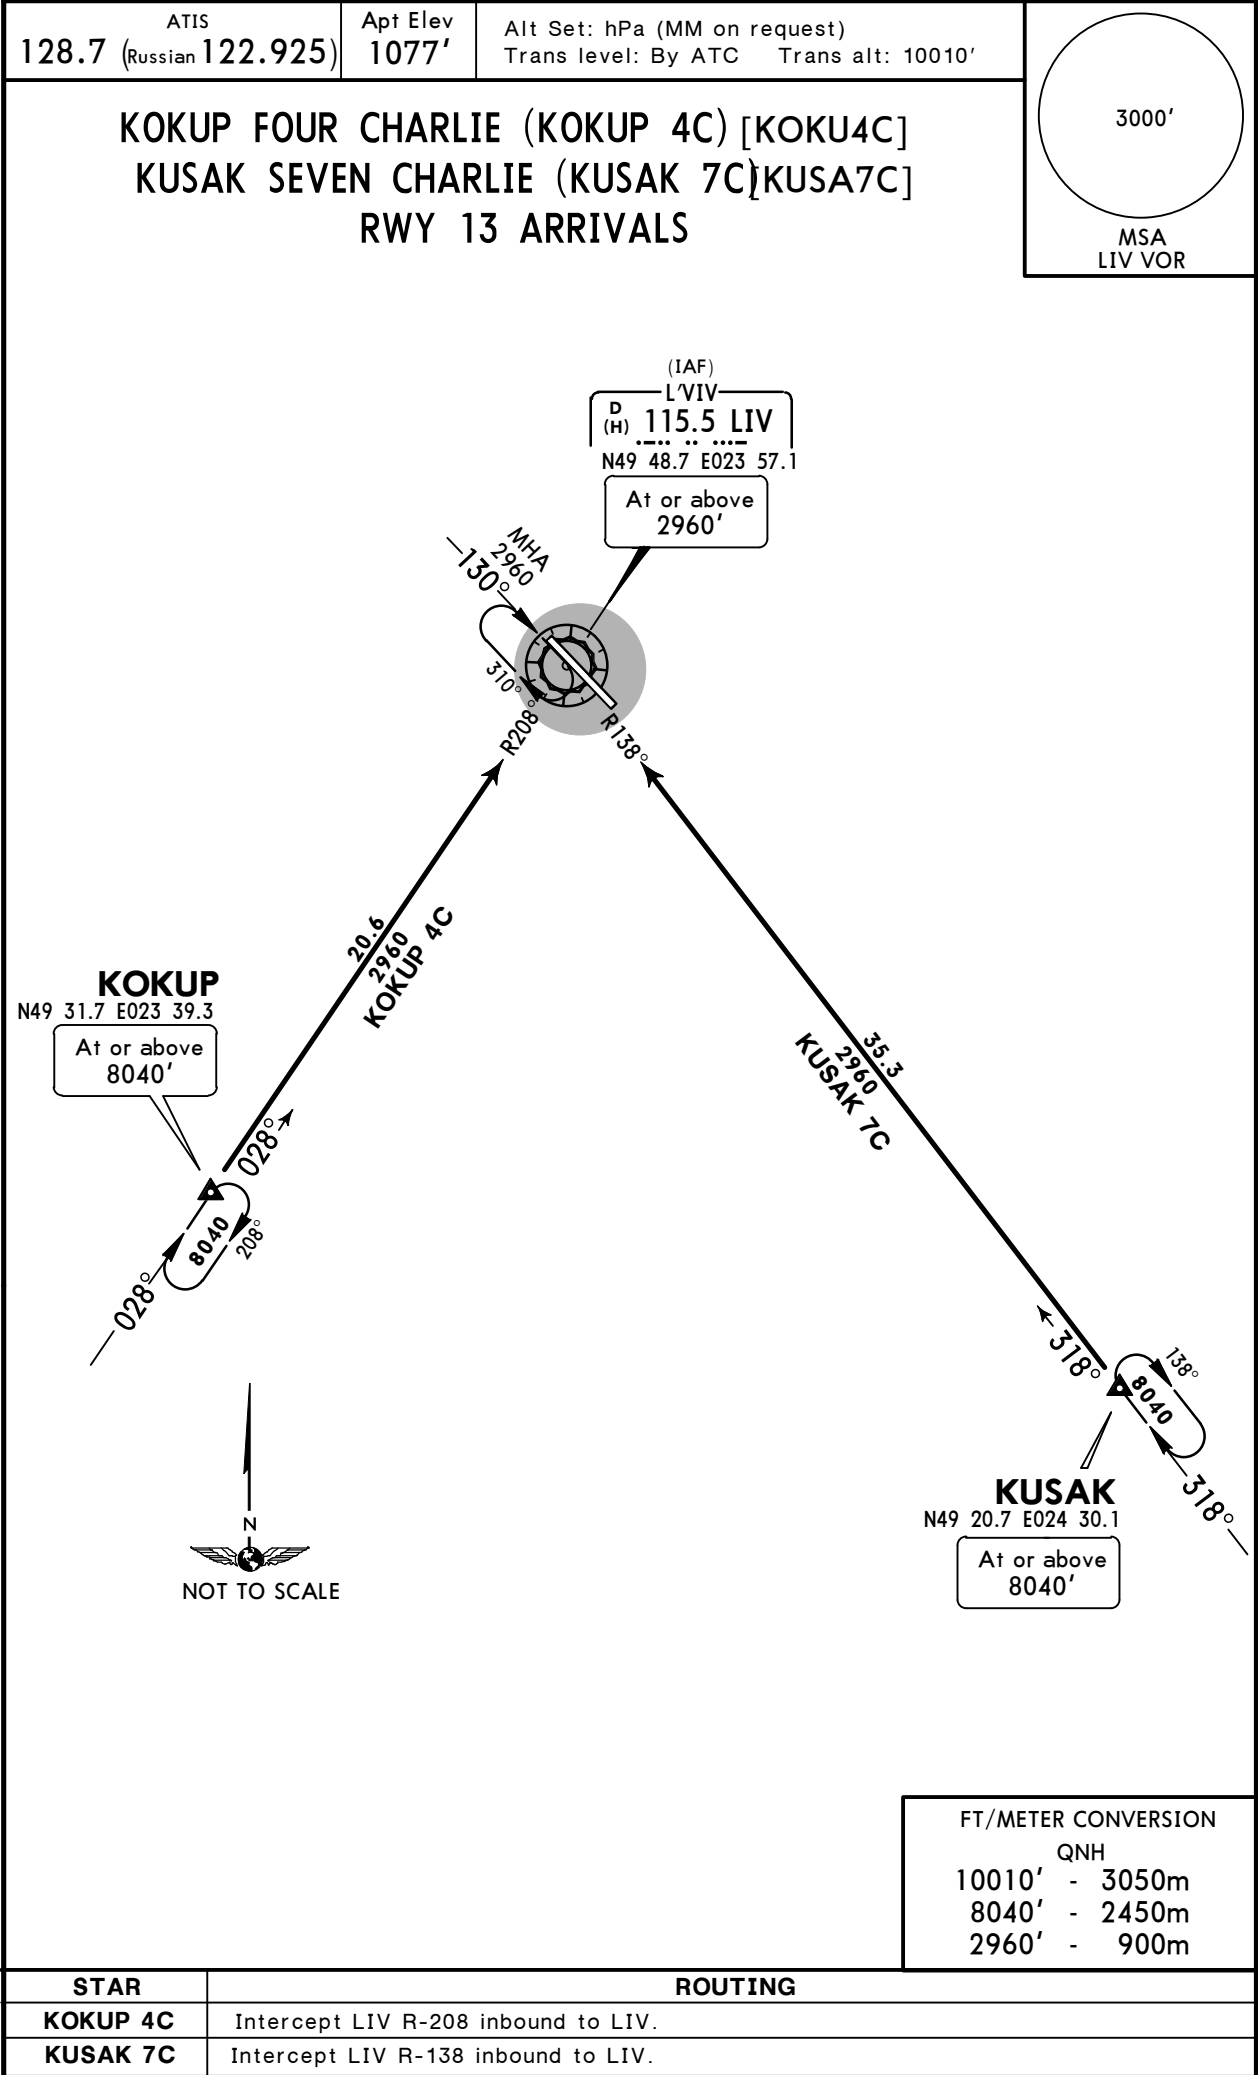 ATIS
128.7 (Russian 122.925)
Apt Elev
1077'
Alt Set: hPa (MM on request)
Trans level: By ATC Trans alt: 10010'
3000'
MSA
LIV VOR
KOKUP FOUR CHARLIE (KOKUP 4C) [KOKU4C]
KUSAK SEVEN CHARLIE (KUSAK 7C)[KUSA7C]
RWY 13 ARRIVALS
(IAF)
L'VIV
D
(H) 115.5 LIV
N49 48.7 E023 57.1
At or above
2960'
MHA
2960
130°
310°
R208°
R138°
20.6
2960
KOKUP 4C
KOKUP
N49 31.7 E023 39.3
At or above
8040'
028°
8040
208°
028°
35.3
2960
KUSAK 7C
318°
138°
8040
318°
KUSAK
N49 20.7 E024 30.1
At or above
8040'
N
NOT TO SCALE
FT/METER CONVERSION
QNH
10010' - 3050m
8040' - 2450m
2960' - 900m
STAR ROUTING
KOKUP 4C Intercept LIV R-208 inbound to LIV.
KUSAK 7C Intercept LIV R-138 inbound to LIV.